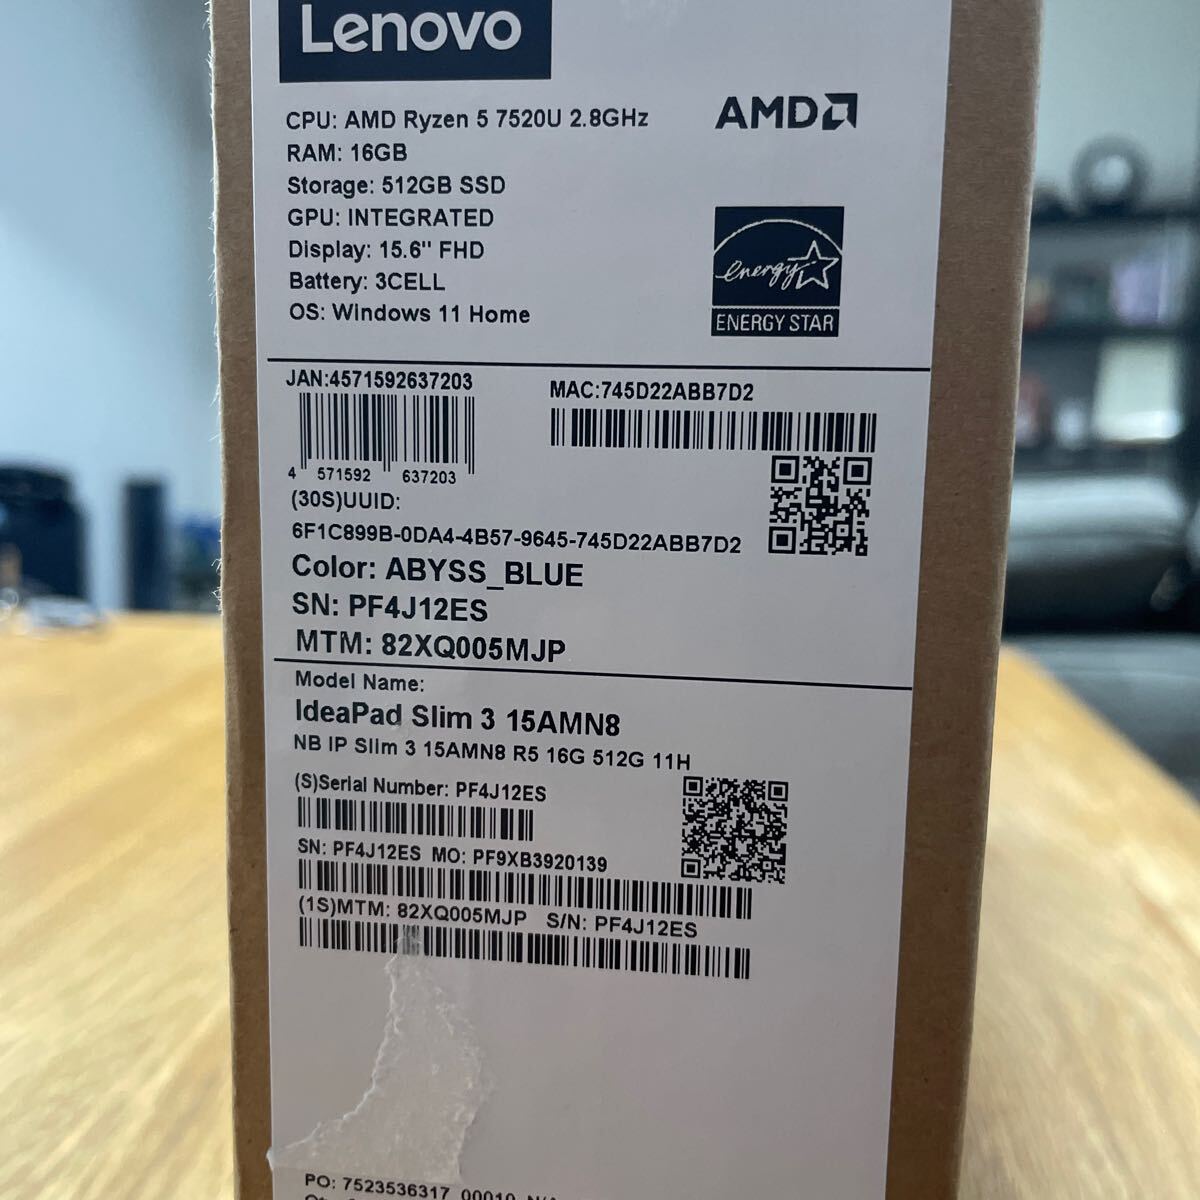 Lenovo
CPU: AMD Ryzen 5 7520U 2.8GHz
AMD
RAM: 16GB
Storage: 512GB SSD
GPU: INTEGRATED
Display: 15.6" FHD
Battery: 3CELL
OS: Windows 11 Home
energy
ENERGY STAR
JAN:4571592637203
4 571592 637203
MAC:745D22ABB7D2
(30S)UUID:
6F1C899B-0DA4-4B57-9645-745D22ABB7D2
Color: ABYSS_BLUE
SN: PF4J12ES
MTM: 82XQ005MJP
Model Name:
IdeaPad Slim 3 15AMN8
NB IP Slim 3 15AMN8 R5 16G 512G 11H
(S)Serial Number: PF4J12ES
SN: PF4J12ES MO: PF9XB3920139
(1S)MTM: 82XQ005MJP S/N: PF4J12ES
PO: 7523536317 00010